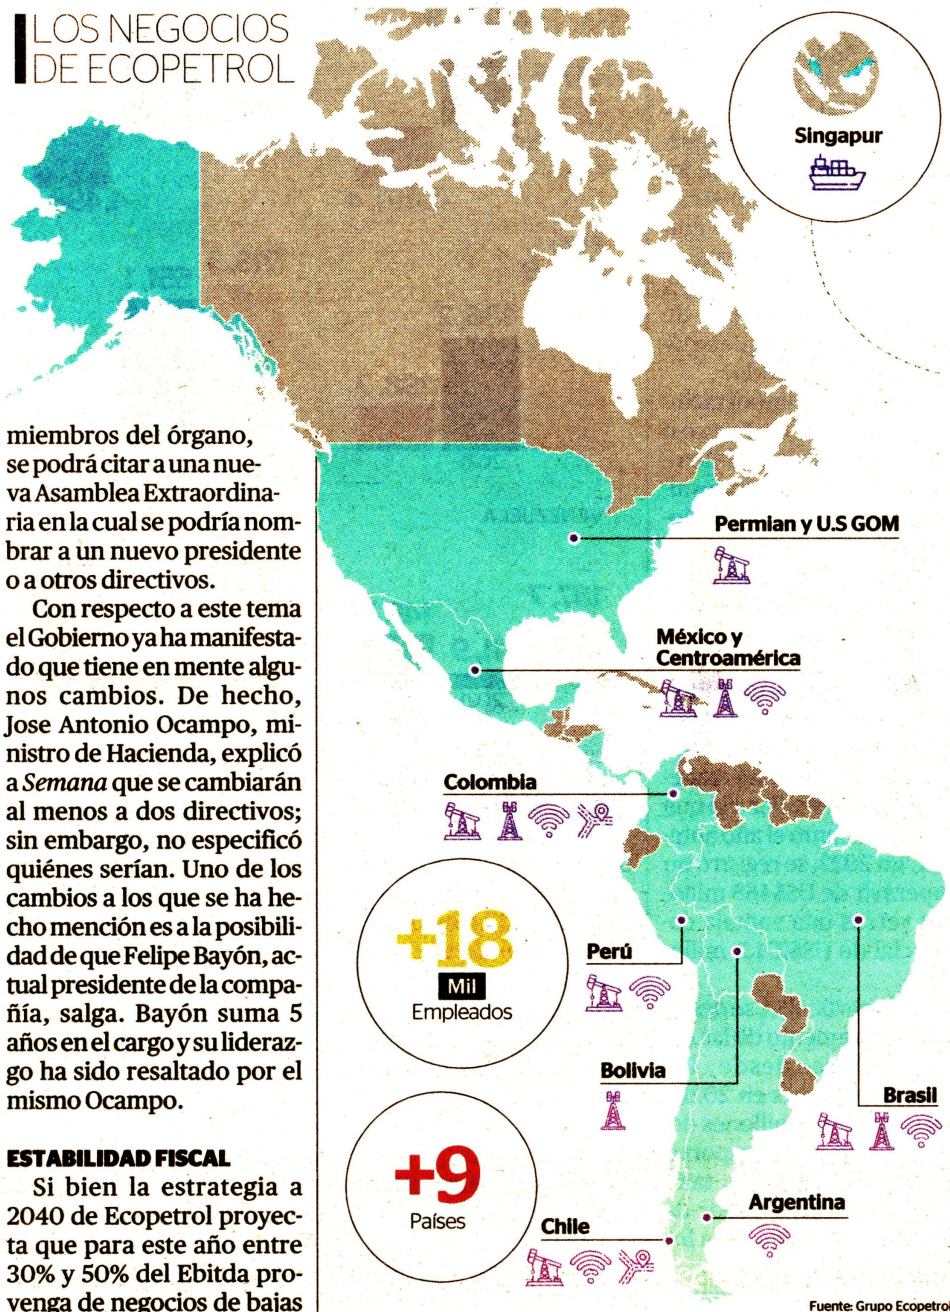 LOS NEGOCIOS
DE ECOPETROL
Singapur
miembros del órgano,
se podrá citar a una nue-
va Asamblea Extraordina-
ria en la cual se podría nom-
brar a un nuevo presidente
o a otros directivos.
Con respecto a este tema
el Gobierno ya ha manifesta-
do que tiene en mente algu-
nos cambios. De hecho,
Jose Antonio Ocampo, mi-
nistro de Hacienda, explicó
a Semana que se cambiarán
al menos a dos directivos;
sin embargo, no especificó
quiénes serían. Uno de los
cambios a los que se ha he-
cho mención es a la posibili-
dad de que Felipe Bayón, ac-
tual presidente de la compa-
ñía, salga. Bayón suma 5
años en el cargo y su lideraz-
go ha sido resaltado por el
mismo Ocampo.
ESTABILIDAD FISCAL
Si bien la estrategia a
2040 de Ecopetrol proyec-
ta que para este año entre
30% y 50% del Ebitda pro-
venga de negocios de bajas
Permian y U.S GOM
México y
Centroamérica
Colombia
+18
Mil
Empleados
Perú
Bolivia
Brasil
+9
Países
Argentina
Chile
Fuente: Grupo Ecopetrol